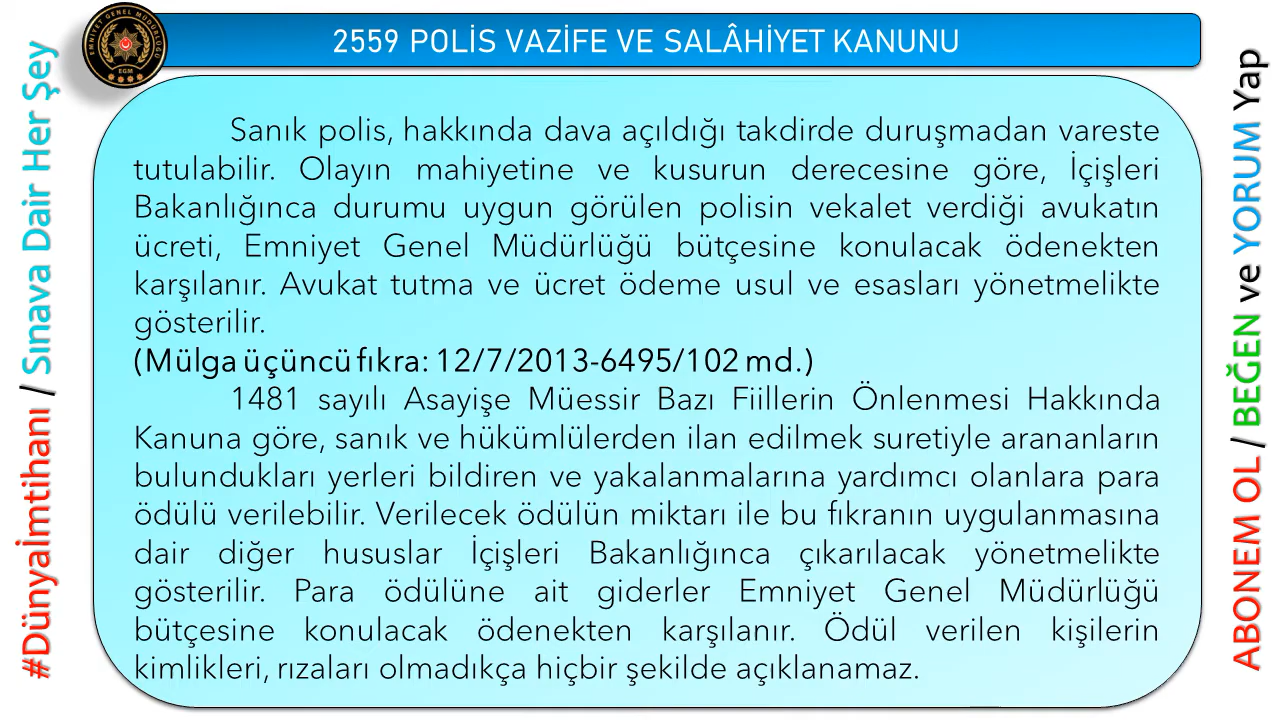 2559 POLİS VAZİFE VE SALÂHİYET KANUNU
EMNİYET GENEL MÜDÜRLÜĞÜ
EGM
#Dünyaİmtihanı / Sınava Dair Her Şey
Sanık polis, hakkında dava açıldığı takdirde duruşmadan vareste
tutulabilir. Olayın mahiyetine ve kusurun derecesine göre, İçişleri
Bakanlığınca durumu uygun görülen polisin vekalet verdiği avukatın
ücreti, Emniyet Genel Müdürlüğü bütçesine konulacak ödenekten
karşılanır. Avukat tutma ve ücret ödeme usul ve esasları yönetmelikte
gösterilir.
(Mülga üçüncü fıkra: 12/7/2013-6495/102 md.)
1481 sayılı Asayişe Müessir Bazı Fiillerin Önlenmesi Hakkında
Kanuna göre, sanık ve hükümlülerden ilan edilmek suretiyle arananların
bulundukları yerleri bildiren ve yakalanmalarına yardımcı olanlara para
ödülü verilebilir. Verilecek ödülün miktarı ile bu fıkranın uygulanmasına
dair diğer hususlar İçişleri Bakanlığınca çıkarılacak yönetmelikte
gösterilir. Para ödülüne ait giderler Emniyet Genel Müdürlüğü
bütçesine konulacak ödenekten karşılanır. Ödül verilen kişilerin
kimlikleri, rızaları olmadıkça hiçbir şekilde açıklanamaz.
ABONEM OL / BEĞEN ve YORUM Yap